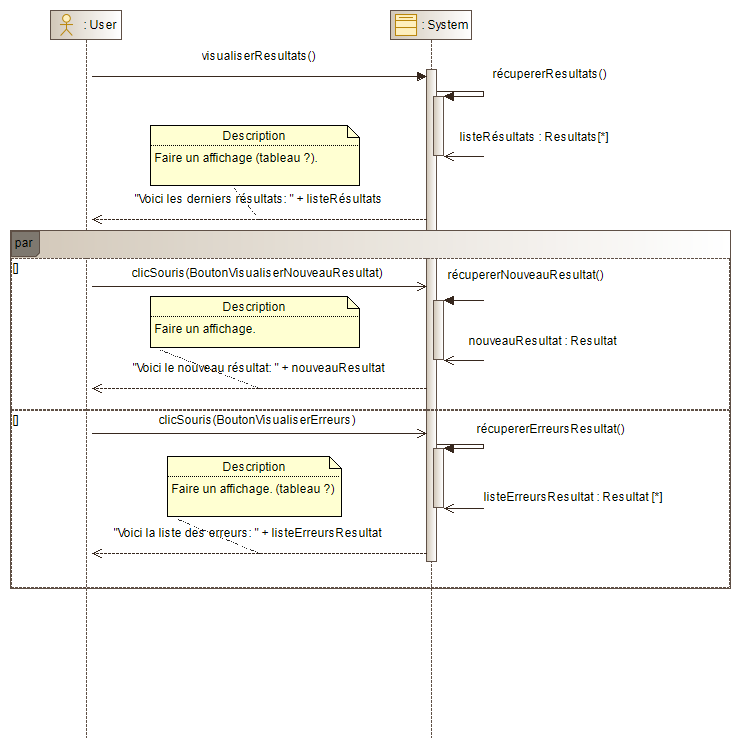 : User
: System
visualiserResultats()
récupererResultats()
Description
Faire un affichage (tableau ?).
listeRésultats : Resultats[*]
"Voici les derniers résultats: " + listeRésultats
par
[]
clicSouris(BoutonVisualiserNouveauResultat)
récupererNouveauResultat()
Description
Faire un affichage.
nouveauResultat : Resultat
"Voici le nouveau résultat: " + nouveauResultat
[]
clicSouris(BoutonVisualiserErreurs)
récupererErreursResultat()
Description
Faire un affichage. (tableau ?)
listeErreursResultat : Resultat [*]
"Voici la liste des erreurs: " + listeErreursResultat